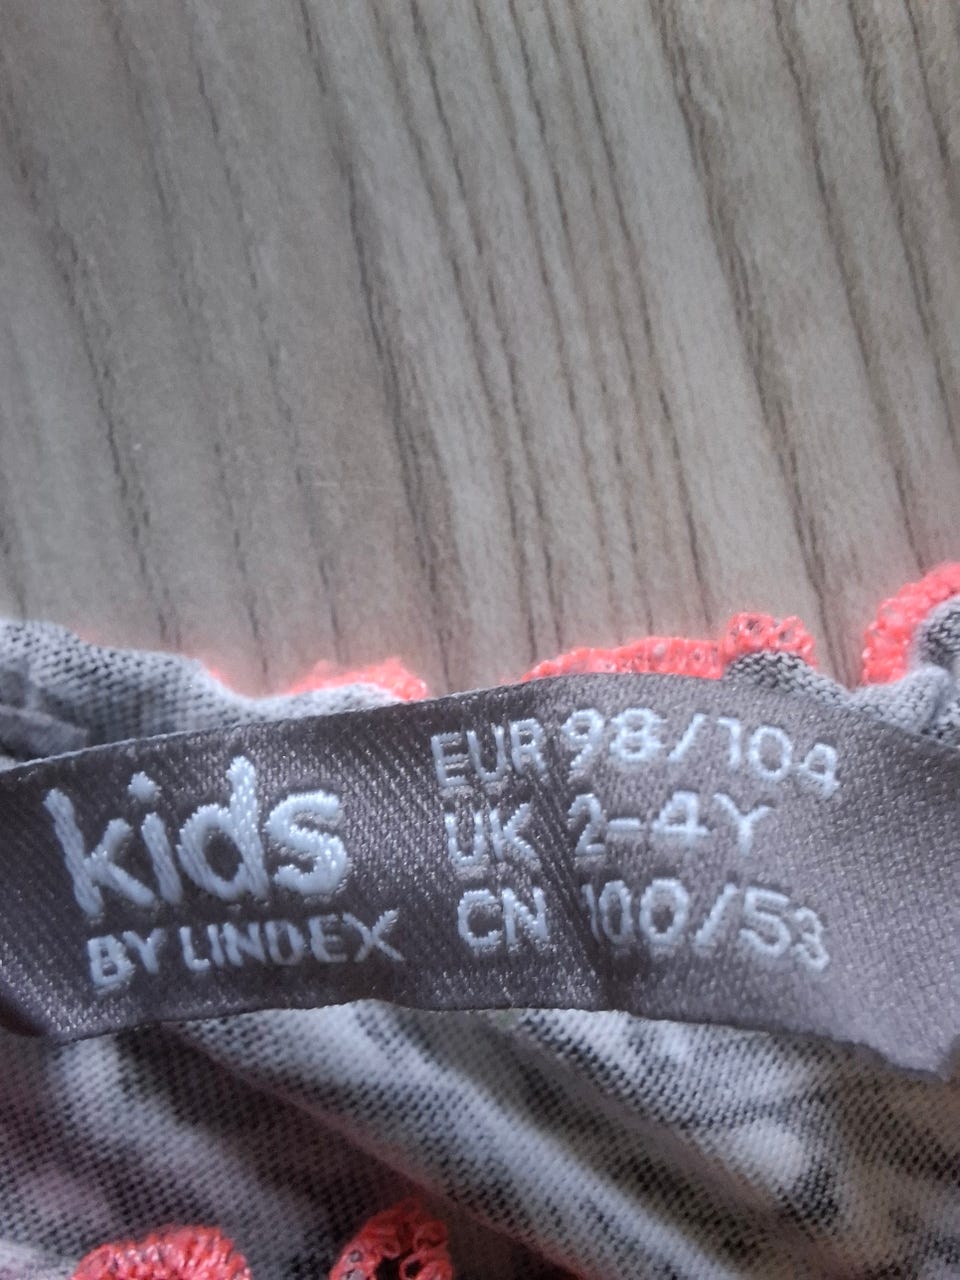 kids
BY LINDEX
EUR 98/104
UK 2-4Y
CN 100/53